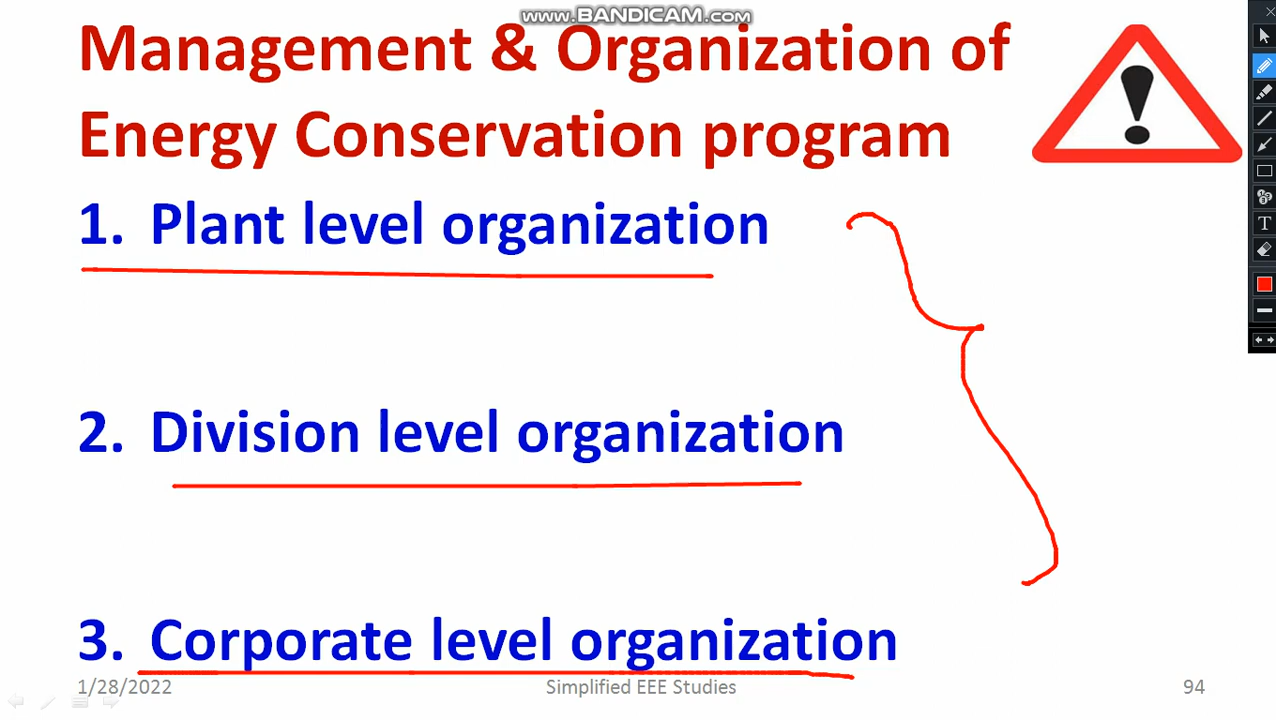 www.BANDICAM.com
Management & Organization of
Energy Conservation program
1. Plant level organization
2. Division level organization
3. Corporate level organization
1/28/2022 Simplified EEE Studies 94